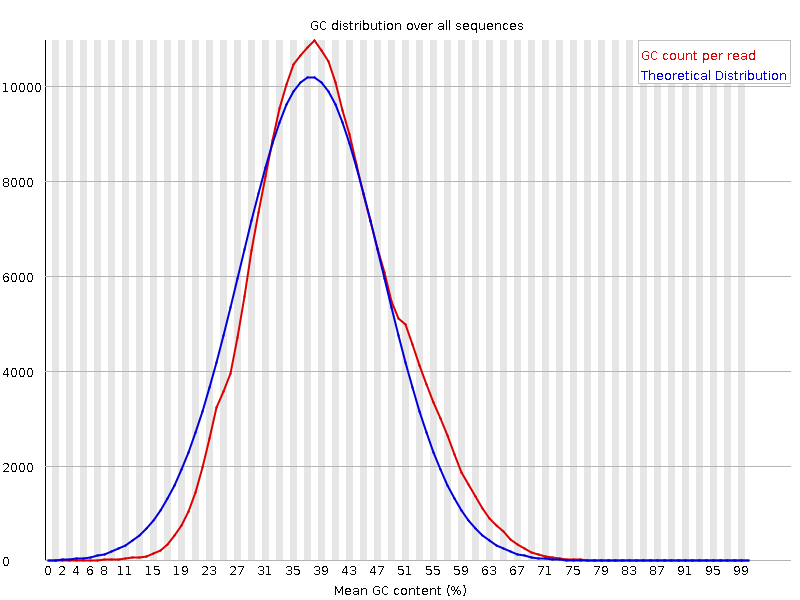 GC distribution over all sequences
GC count per read
Theoretical Distribution
10000
8000
6000
4000
2000
0
0 2 4 6 8 11 15 19 23 27 31 35 39 43 47 51 55 59 63 67 71 75 79 83 87 91 95 99
Mean GC content (%)